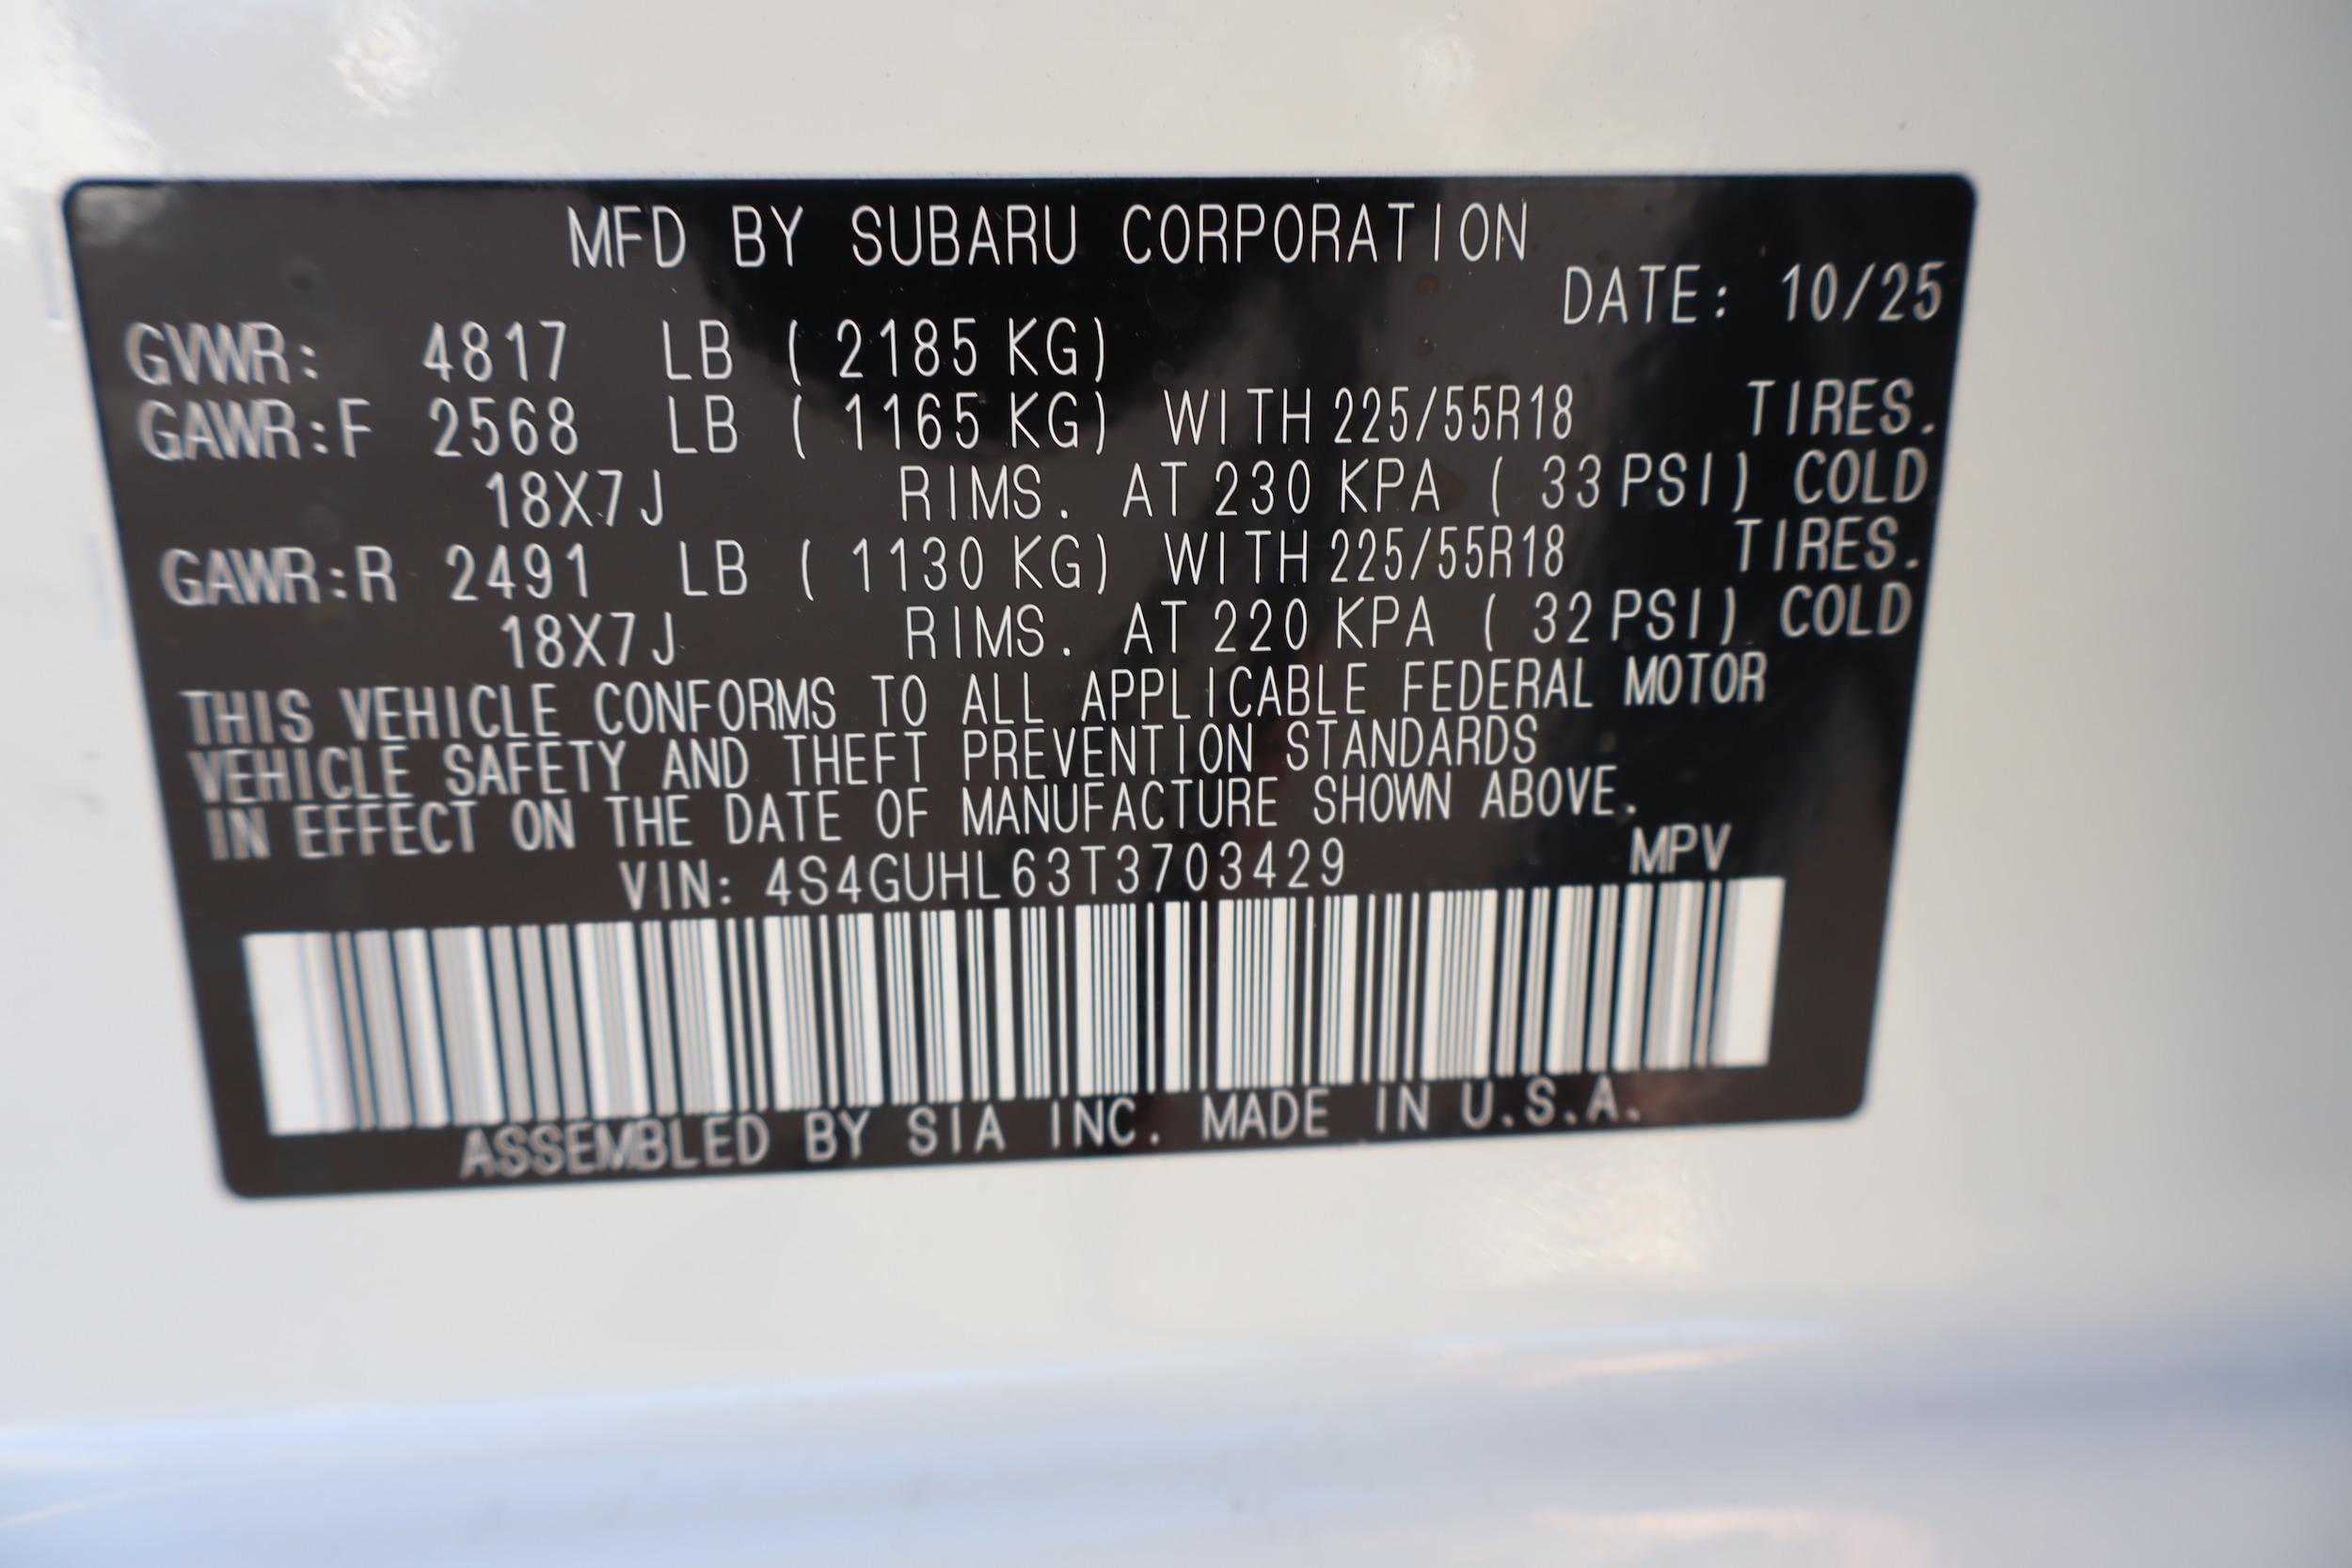 MFD BY SUBARU CORPORATION
DATE: 10/25
GVWR: 4817 LB ( 2185 KG)
GAWR:F 2568 LB ( 1165 KG) WITH 225/55R18 TIRES.
18X7J RIMS. AT 230 KPA ( 33 PSI) COLD
GAWR:R 2491 LB ( 1130 KG) WITH 225/55R18 TIRES.
18X7J RIMS. AT 220 KPA ( 32 PSI) COLD
THIS VEHICLE CONFORMS TO ALL APPLICABLE FEDERAL MOTOR
VEHICLE SAFETY AND THEFT PREVENTION STANDARDS
IN EFFECT ON THE DATE OF MANUFACTURE SHOWN ABOVE.
VIN: 4S4GUHL63T3703429 MPV
ASSEMBLED BY SIA INC. MADE IN U.S.A.